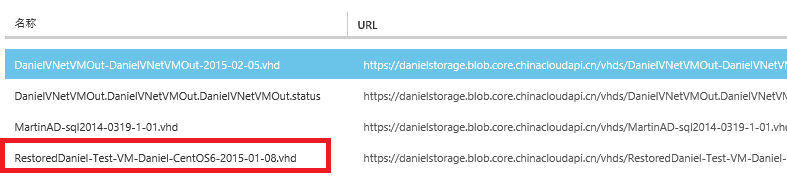 名称 URL
DanielVNetVMOut-DanielVNetVMOut-2015-02-05.vhd https://danielstorage.blob.core.chinacloudapi.cn/vhds/DanielVNetVMOut-DanielVNetVM
DanielVNetVMOut.DanielVNetVMOut.DanielVNetVMOut.status https://danielstorage.blob.core.chinacloudapi.cn/vhds/DanielVNetVMOut.DanielVNetVM
MartinAD-sql2014-0319-1-01.vhd https://danielstorage.blob.core.chinacloudapi.cn/vhds/MartinAD-sql2014-0319-1-01.vh
RestoredDaniel-Test-VM-Daniel-CentOS6-2015-01-08.vhd https://danielstorage.blob.core.chinacloudapi.cn/vhds/RestoredDaniel-Test-VM-Daniel